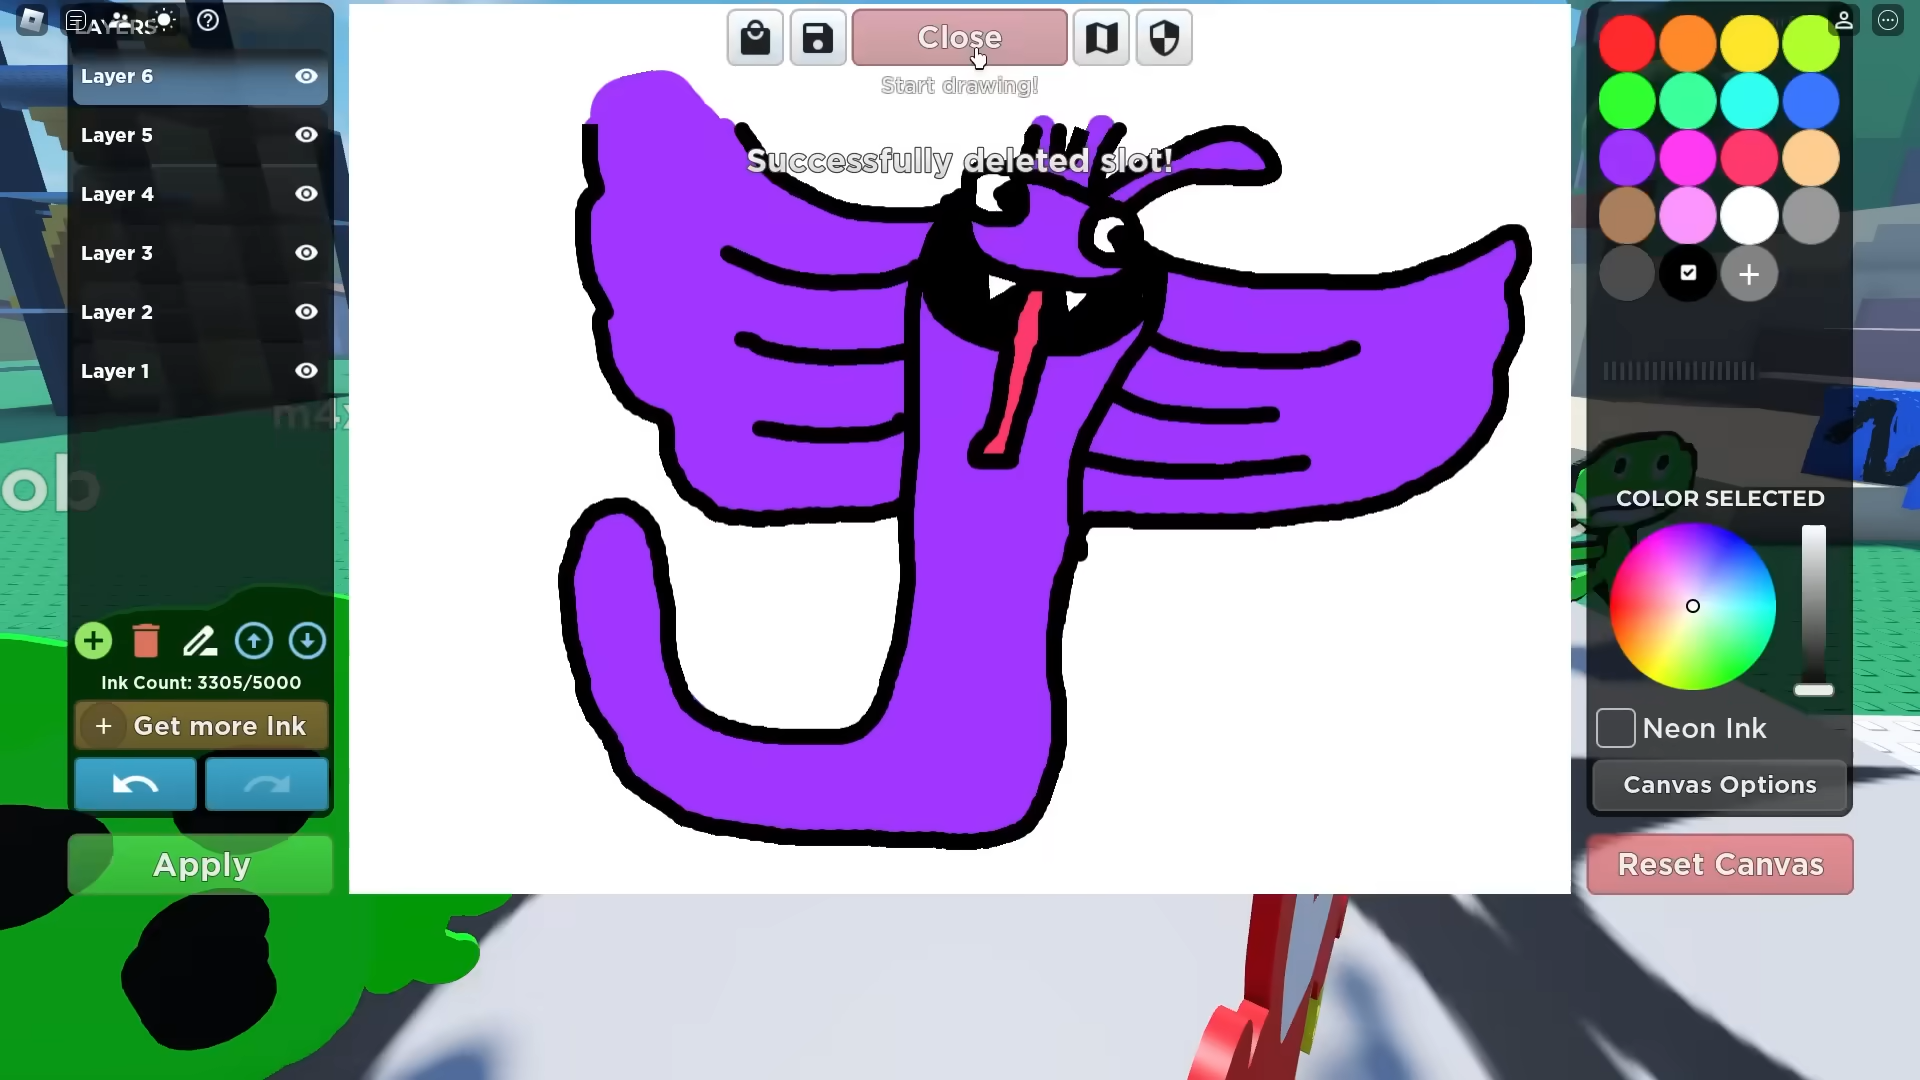 LAYERS
Layer 6
Layer 5
Layer 4
Layer 3
Layer 2
Layer 1
Ink Count: 3305/5000
+ Get more Ink
Apply
Close
Start drawing!
Successfully deleted slot!
COLOR SELECTED
Neon Ink
Canvas Options
Reset Canvas